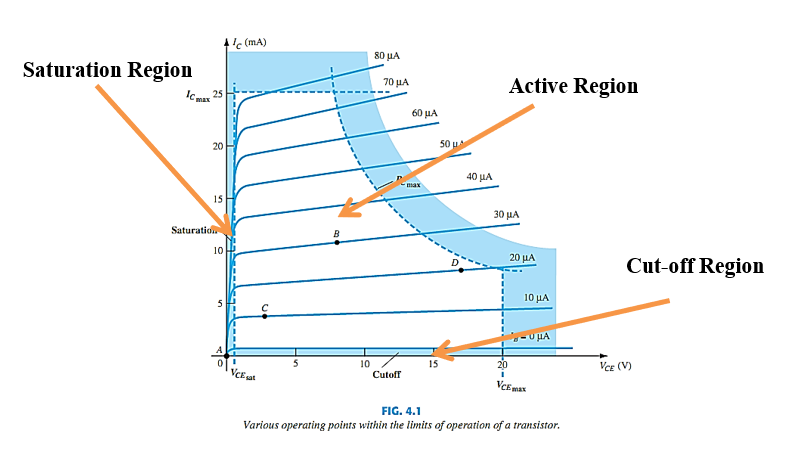 I_C (mA)
80 µA
Saturation Region
70 µA
Active Region
I_C max
25
60 µA
20
50 µA
P_C max
40 µA
15
30 µA
Saturation
B
10
20 µA
D
Cut-off Region
10 µA
5
C
I_B = 0 µA
A
0
5
10
15
20
V_CE (V)
V_CE sat
Cutoff
V_CE max
FIG. 4.1
Various operating points within the limits of operation of a transistor.